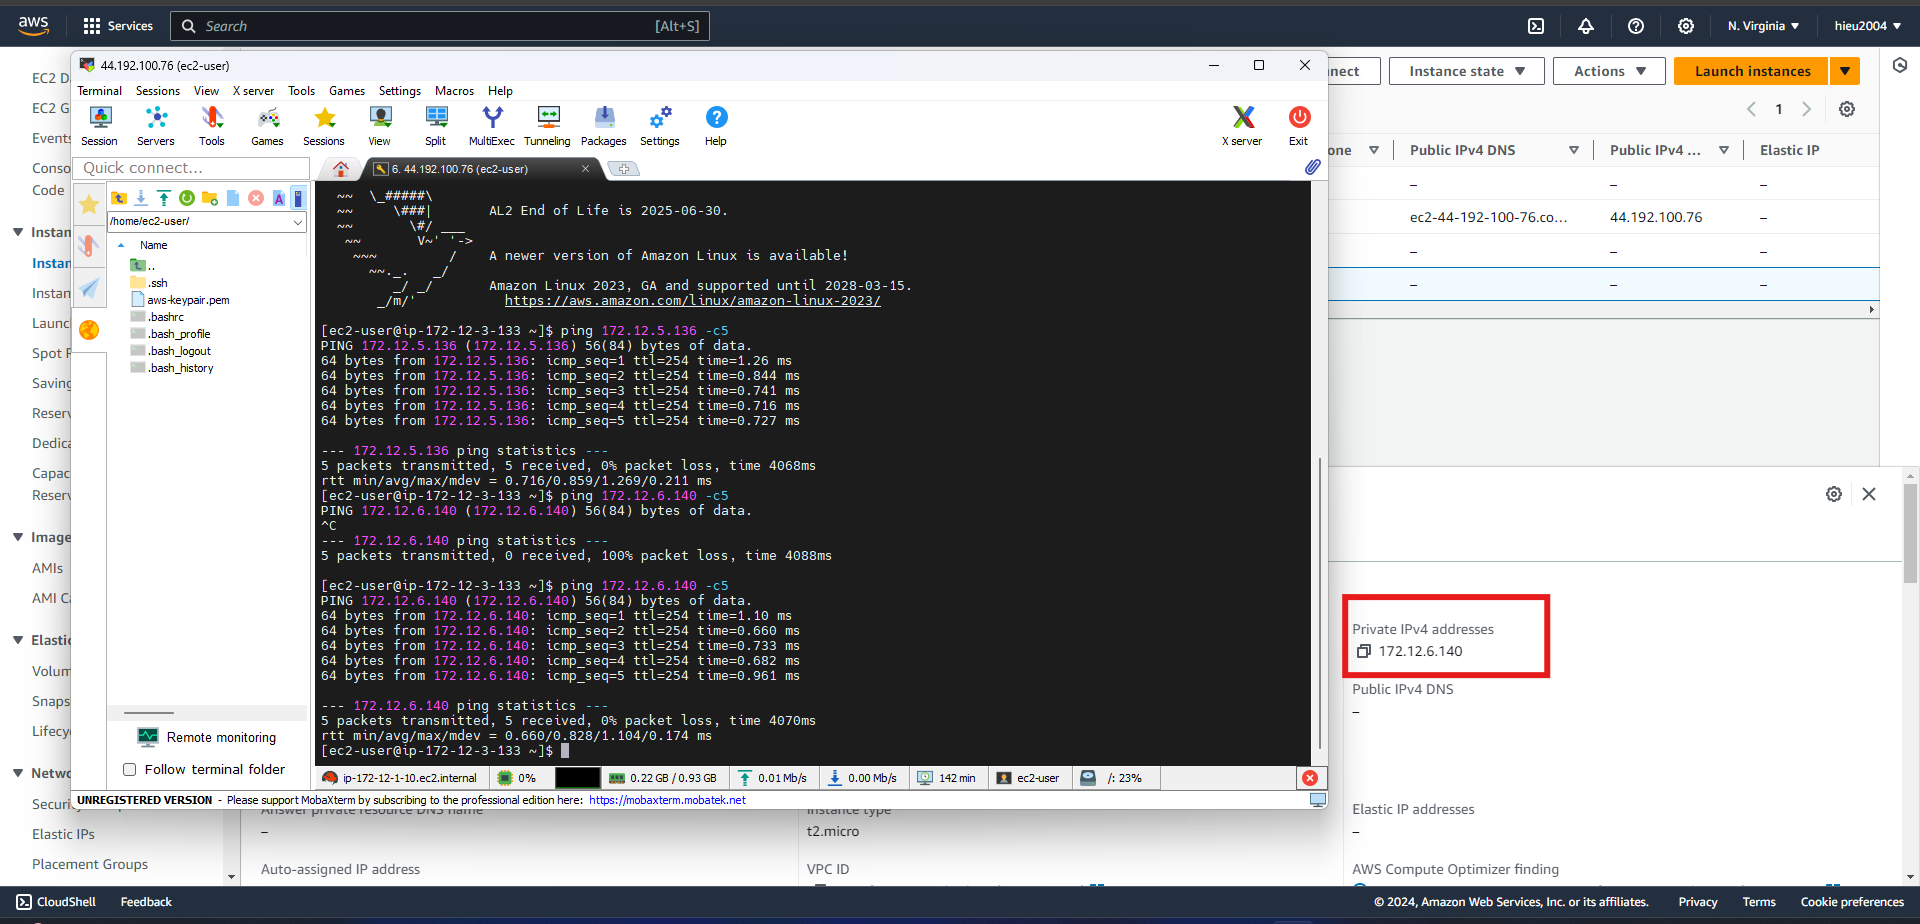 aws
Services
Search
[Alt+S]
N. Virginia
hieu2004
EC2 Da
EC2 G
Events
Conso
Code
Instan
Instan
Instan
Launc
Spot R
Saving
Reserv
Dedica
Capac
Reserv
Image
AMIs
AMI Ca
Elastic
Volum
Snaps
Lifecy
Netwo
Elastic IPs
Placement Groups
nnect
Instance state
Actions
Launch instances
1
one
Public IPv4 DNS
Public IPv4 ...
Elastic IP
–
–
–
ec2-44-192-100-76.co...
44.192.100.76
–
–
–
–
–
–
–
44.192.100.76 (ec2-user)
Terminal Sessions View X server Tools Games Settings Macros Help
Session Servers Tools Games Sessions View Split MultiExec Tunneling Packages Settings Help
X server Exit
Quick connect...
6. 44.192.100.76 (ec2-user)
/home/ec2-user/
Name
..
.ssh
aws-keypair.pem
.bashrc
.bash_profile
.bash_logout
.bash_history
Remote monitoring
Follow terminal folder
~~  \_#####\
~~     \###|       AL2 End of Life is 2025-06-30.
~~       \#/ ___
~~       V~' '->
~~~         /    A newer version of Amazon Linux is available!
~~._.   _/
_/ _/       Amazon Linux 2023, GA and supported until 2028-03-15.
_/m/'           https://aws.amazon.com/linux/amazon-linux-2023/
[ec2-user@ip-172-12-3-133 ~]$ ping 172.12.5.136 -c5
PING 172.12.5.136 (172.12.5.136) 56(84) bytes of data.
64 bytes from 172.12.5.136: icmp_seq=1 ttl=254 time=1.26 ms
64 bytes from 172.12.5.136: icmp_seq=2 ttl=254 time=0.844 ms
64 bytes from 172.12.5.136: icmp_seq=3 ttl=254 time=0.741 ms
64 bytes from 172.12.5.136: icmp_seq=4 ttl=254 time=0.716 ms
64 bytes from 172.12.5.136: icmp_seq=5 ttl=254 time=0.727 ms
--- 172.12.5.136 ping statistics ---
5 packets transmitted, 5 received, 0% packet loss, time 4068ms
rtt min/avg/max/mdev = 0.716/0.859/1.269/0.211 ms
[ec2-user@ip-172-12-3-133 ~]$ ping 172.12.6.140 -c5
PING 172.12.6.140 (172.12.6.140) 56(84) bytes of data.
^C
--- 172.12.6.140 ping statistics ---
5 packets transmitted, 0 received, 100% packet loss, time 4088ms
[ec2-user@ip-172-12-3-133 ~]$ ping 172.12.6.140 -c5
PING 172.12.6.140 (172.12.6.140) 56(84) bytes of data.
64 bytes from 172.12.6.140: icmp_seq=1 ttl=254 time=1.10 ms
64 bytes from 172.12.6.140: icmp_seq=2 ttl=254 time=0.660 ms
64 bytes from 172.12.6.140: icmp_seq=3 ttl=254 time=0.733 ms
64 bytes from 172.12.6.140: icmp_seq=4 ttl=254 time=0.682 ms
64 bytes from 172.12.6.140: icmp_seq=5 ttl=254 time=0.961 ms
--- 172.12.6.140 ping statistics ---
5 packets transmitted, 5 received, 0% packet loss, time 4070ms
rtt min/avg/max/mdev = 0.660/0.828/1.104/0.174 ms
[ec2-user@ip-172-12-3-133 ~]$
ip-172-12-1-10.ec2.internal 0% 0.22 GB / 0.93 GB 0.01 Mb/s 0.00 Mb/s 142 min ec2-user /: 23%
UNREGISTERED VERSION - Please support MobaXterm by subscribing to the professional edition here: https://mobaxterm.mobatek.net
Private IPv4 addresses
172.12.6.140
Public IPv4 DNS
–
Answer private resource DNS name
–
Instance type
t2.micro
Elastic IP addresses
–
Auto-assigned IP address
VPC ID
AWS Compute Optimizer finding
CloudShell
Feedback
© 2024, Amazon Web Services, Inc. or its affiliates.
Privacy
Terms
Cookie preferences